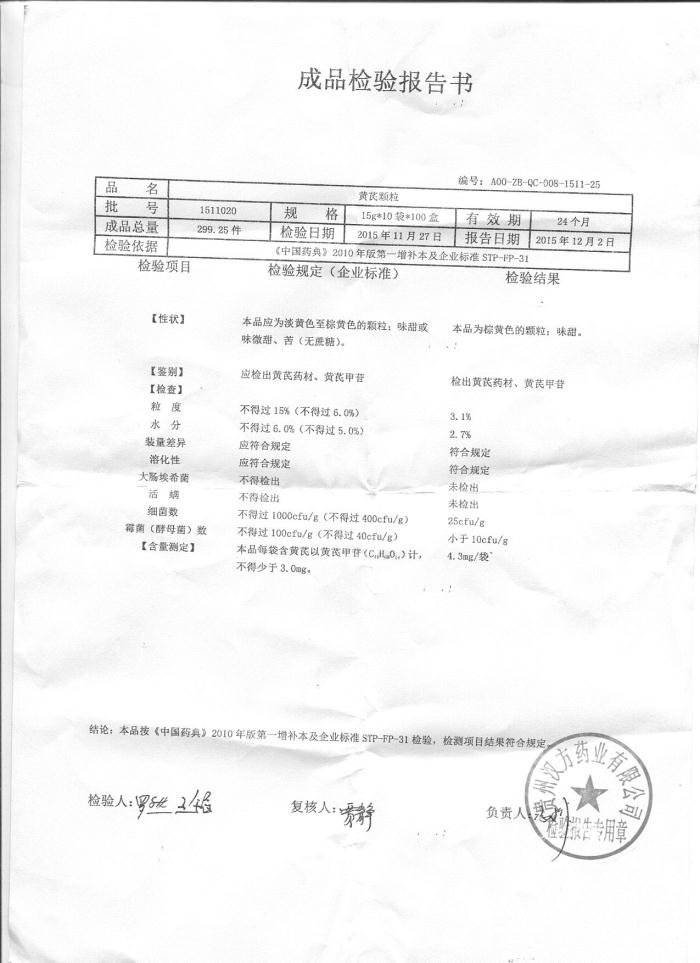 成品检验报告书
编号：A00-ZB-QC-008-1511-25
品 名 黄芪颗粒
批 号 1511020 规 格 15g*10袋*100盒 有效期 24个月
成品总量 299.25件 检验日期 2015年11月27日 报告日期 2015年12月2日
检验依据 《中国药典》2010年版第一增补本及企业标准STP-FP-31
检验项目 检验规定（企业标准） 检验结果
【性状】 本品应为淡黄色至棕黄色的颗粒；味甜或 本品为棕黄色的颗粒；味甜。
味微甜、苦（无蔗糖）。
【鉴别】 应检出黄芪药材、黄芪甲苷 检出黄芪药材、黄芪甲苷
【检查】
粒 度 不得过15%（不得过6.0%） 3.1%
水 分 不得过6.0%（不得过5.0%） 2.7%
装量差异 应符合规定 符合规定
溶化性 应符合规定 符合规定
大肠埃希菌 不得检出 未检出
活 螨 不得检出 未检出
细菌数 不得过1000cfu/g（不得过400cfu/g） 25cfu/g
霉菌（酵母菌）数 不得过100cfu/g（不得过40cfu/g） 小于10cfu/g
【含量测定】 本品每袋含黄芪以黄芪甲苷（C₄₁H₆₈O₁₄）计， 4.3mg/袋
不得少于3.0mg。
结论：本品按《中国药典》2010年版第一增补本及企业标准STP-FP-31检验，检测项目结果符合规定。
检验人： 复核人： 负责人：
贵州汉方药业有限公司
检验报告专用章